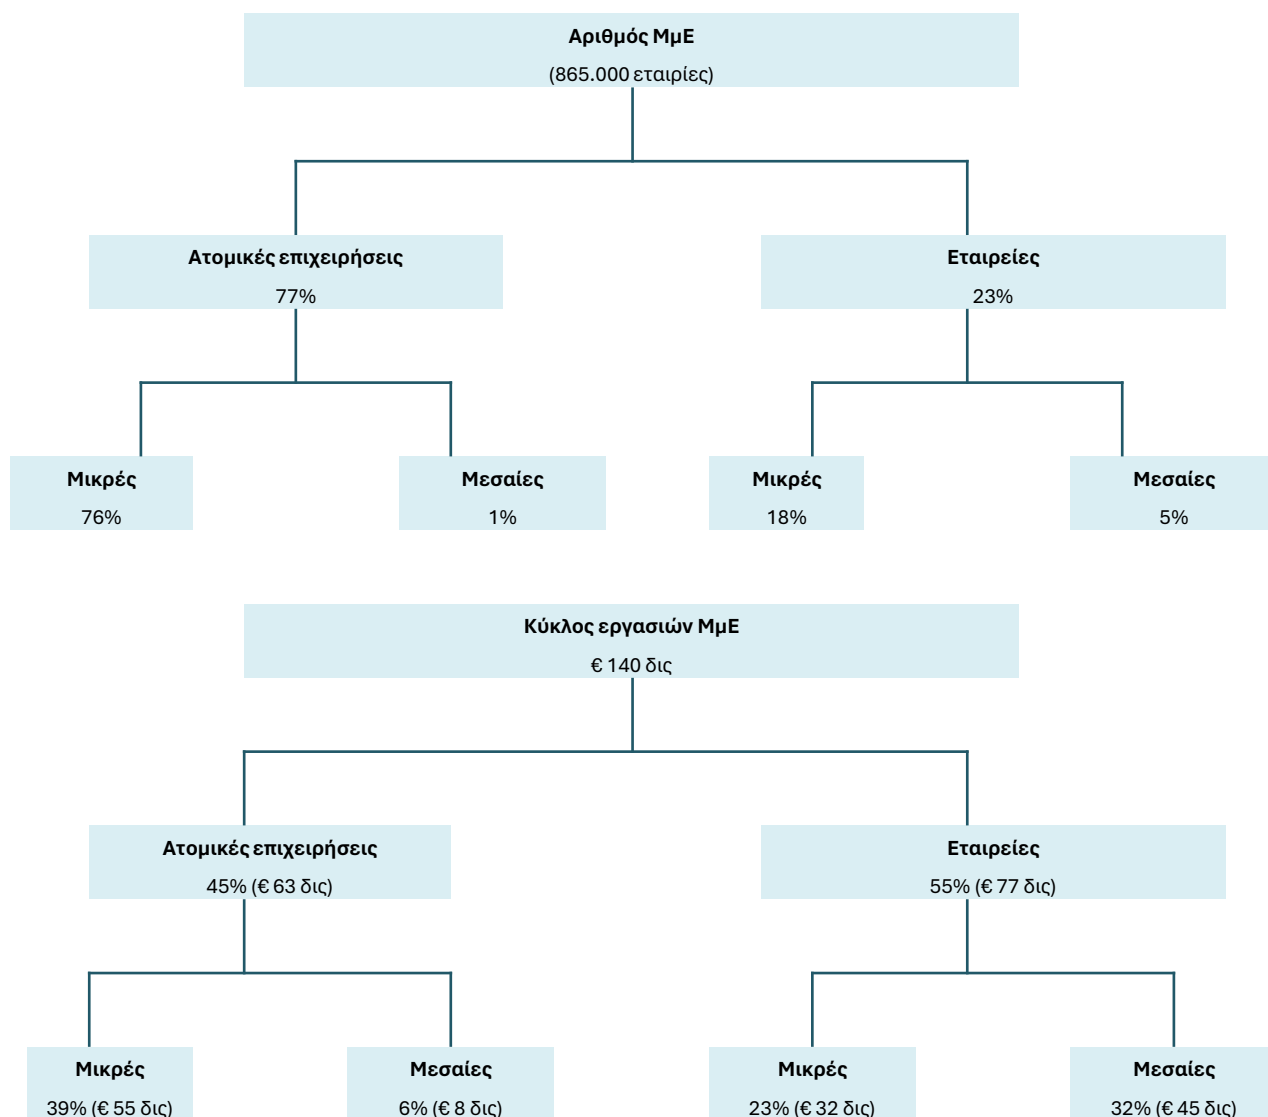 Αριθμός ΜμΕ
(865.000 εταιρίες)
Ατομικές επιχειρήσεις
77%
Εταιρείες
23%
Μικρές
76%
Μεσαίες
1%
Μικρές
18%
Μεσαίες
5%
Κύκλος εργασιών ΜμΕ
€ 140 δις
Ατομικές επιχειρήσεις
45% (€ 63 δις)
Εταιρείες
55% (€ 77 δις)
Μικρές
39% (€ 55 δις)
Μεσαίες
6% (€ 8 δις)
Μικρές
23% (€ 32 δις)
Μεσαίες
32% (€ 45 δις)